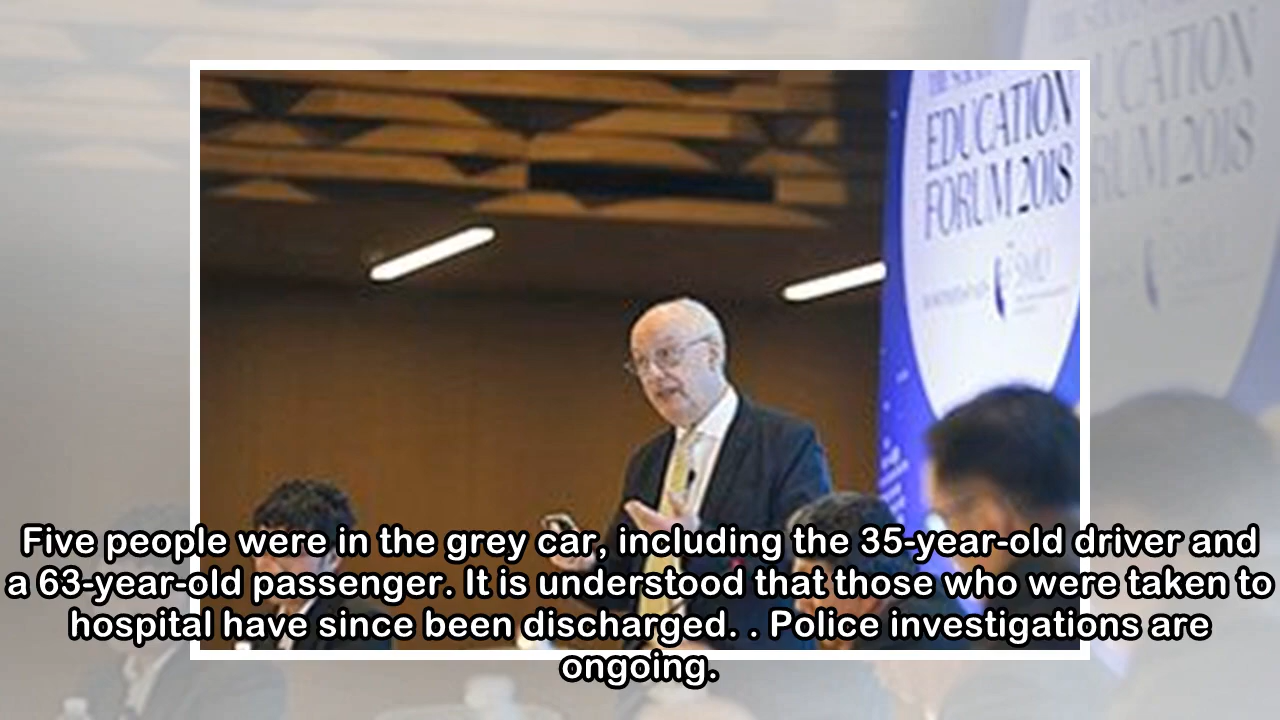 EDUCATION
FORUM 2018
UCATION
RUM 2018
Five people were in the grey car, including the 35-year-old driver and
a 63-year-old passenger. It is understood that those who were taken to
hospital have since been discharged. . Police investigations are
ongoing.